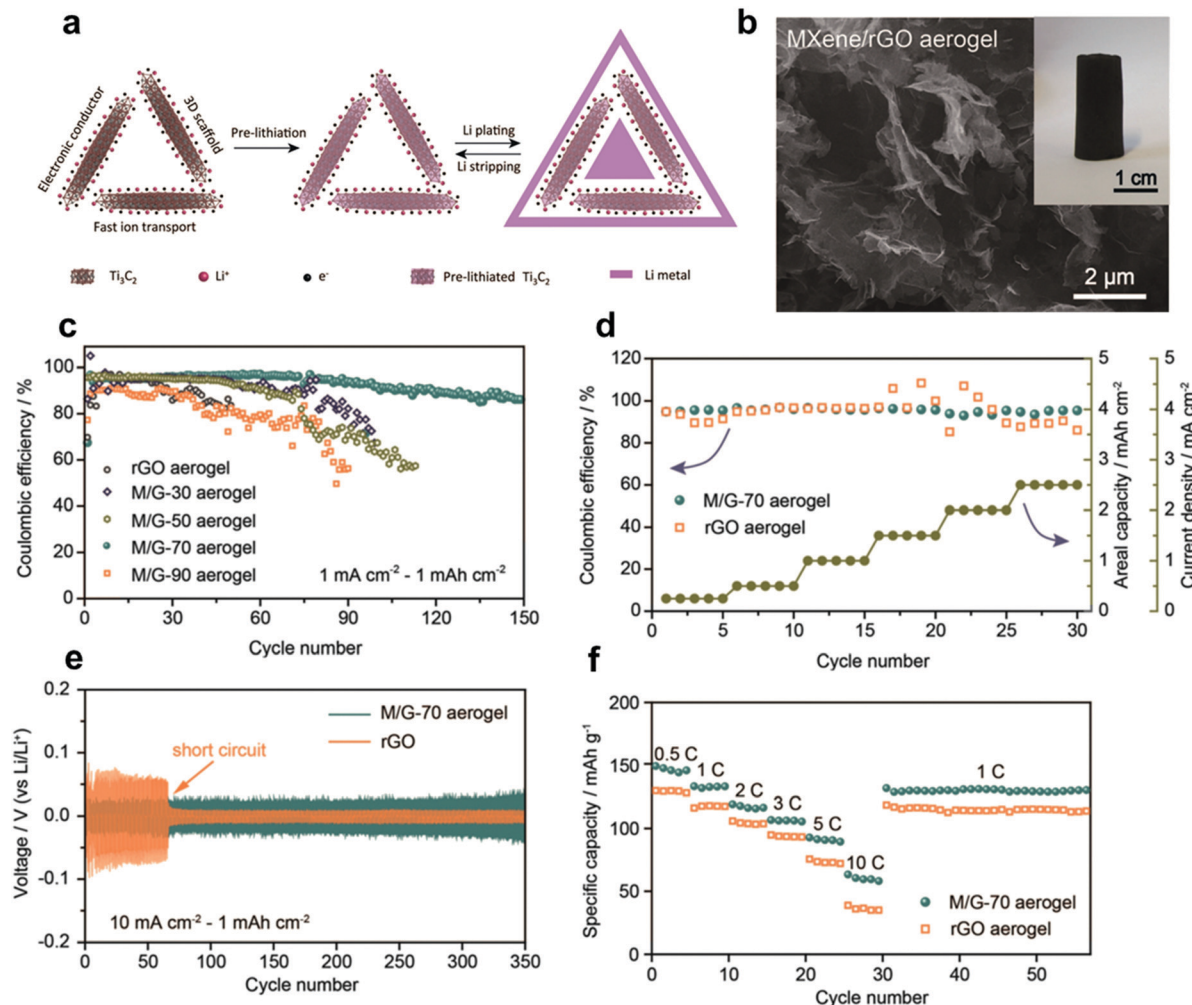 a
Electronic conductor
3D scaffold
Fast ion transport
Pre-lithiation
Li plating
Li stripping
Ti₃C₂
Li⁺
e⁻
Pre-lithiated Ti₃C₂
Li metal
b
MXene/rGO aerogel
1 cm
2 μm
c
Coulombic efficiency / %
100
80
60
40
20
0
rGO aerogel
M/G-30 aerogel
M/G-50 aerogel
M/G-70 aerogel
M/G-90 aerogel
1 mA cm⁻² - 1 mAh cm⁻²
0 30 60 90 120 150
Cycle number
d
Coulombic efficiency / %
120
100
80
60
40
20
0
M/G-70 aerogel
rGO aerogel
0 5 10 15 20 25 30
Cycle number
5
4
3
2
1
0
Areal capacity / mAh cm⁻²
5
4
3
2
1
0
Current density / mA cm⁻²
e
Voltage / V (vs Li/Li⁺)
0.2
0.1
0.0
-0.1
-0.2
M/G-70 aerogel
rGO
short circuit
10 mA cm⁻² - 1 mAh cm⁻²
0 50 100 150 200 250 300 350
Cycle number
f
Specific capacity / mAh g⁻¹
200
150
100
50
0
0.5 C
1 C
2 C
3 C
5 C
10 C
1 C
M/G-70 aerogel
rGO aerogel
0 10 20 30 40 50
Cycle number